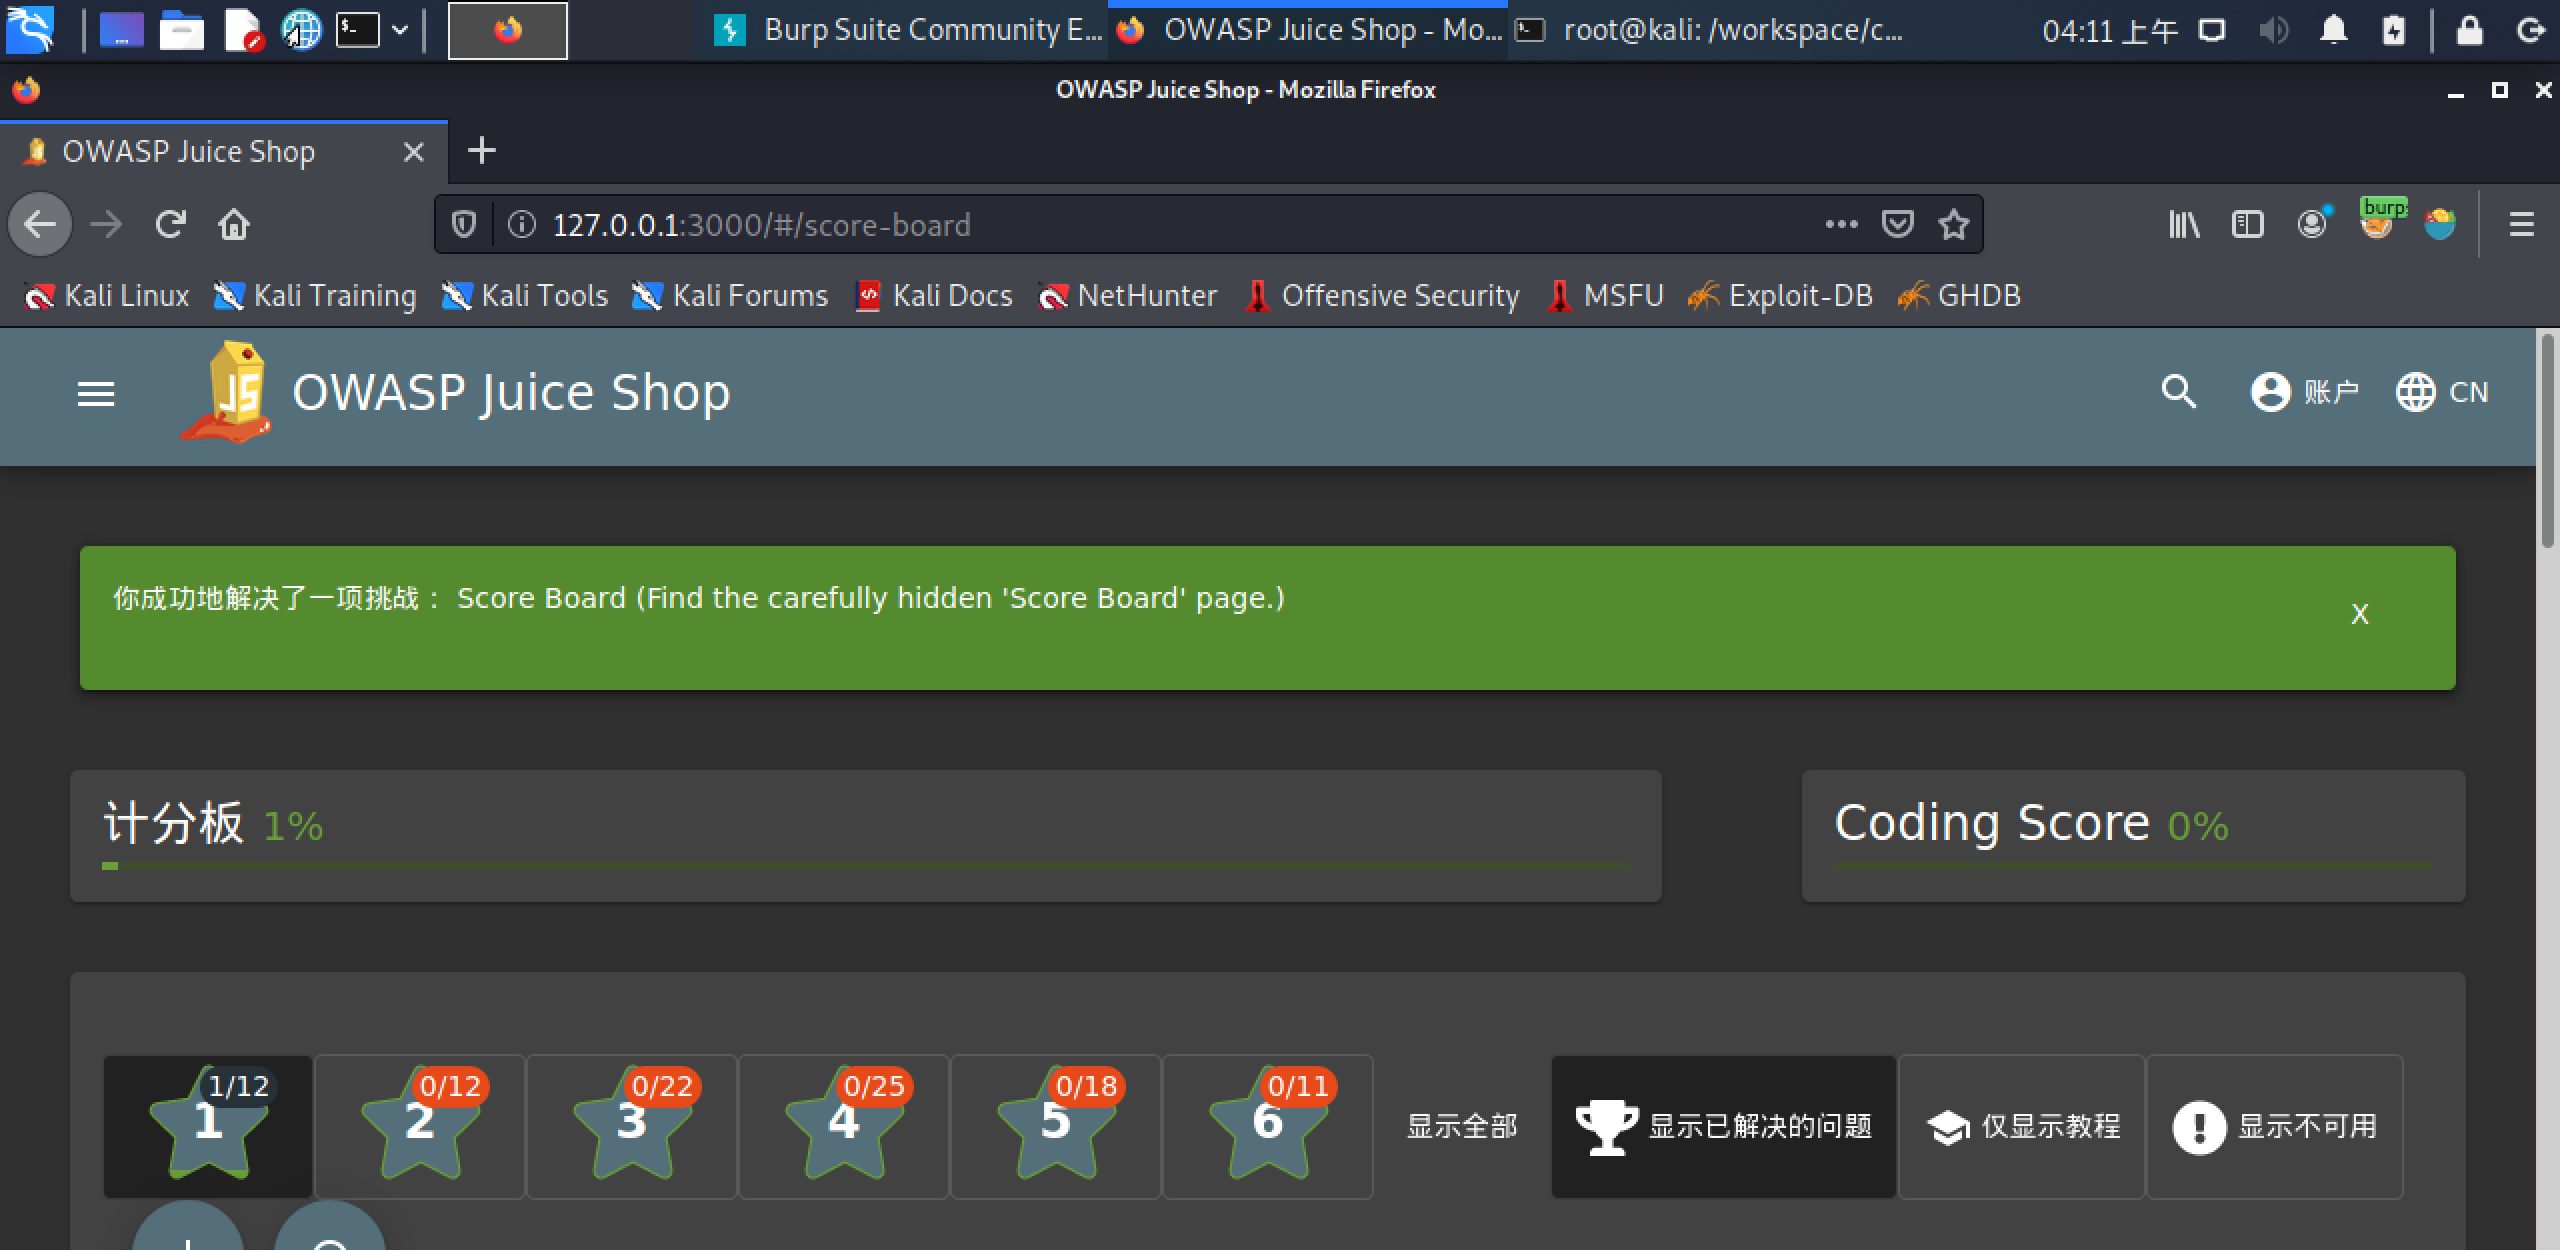 Burp Suite Community E... OWASP Juice Shop - Mo... root@kali: /workspace/c... 04:11 上午
OWASP Juice Shop - Mozilla Firefox
OWASP Juice Shop
127.0.0.1:3000/#/score-board
burp
Kali Linux Kali Training Kali Tools Kali Forums Kali Docs NetHunter Offensive Security MSFU Exploit-DB GHDB
JS OWASP Juice Shop 账户 CN
你成功地解决了一项挑战： Score Board (Find the carefully hidden 'Score Board' page.)
X
计分板 1% Coding Score 0%
1/12 0/12 0/22 0/25 0/18 0/11
1 2 3 4 5 6 显示全部 显示已解决的问题 仅显示教程 显示不可用